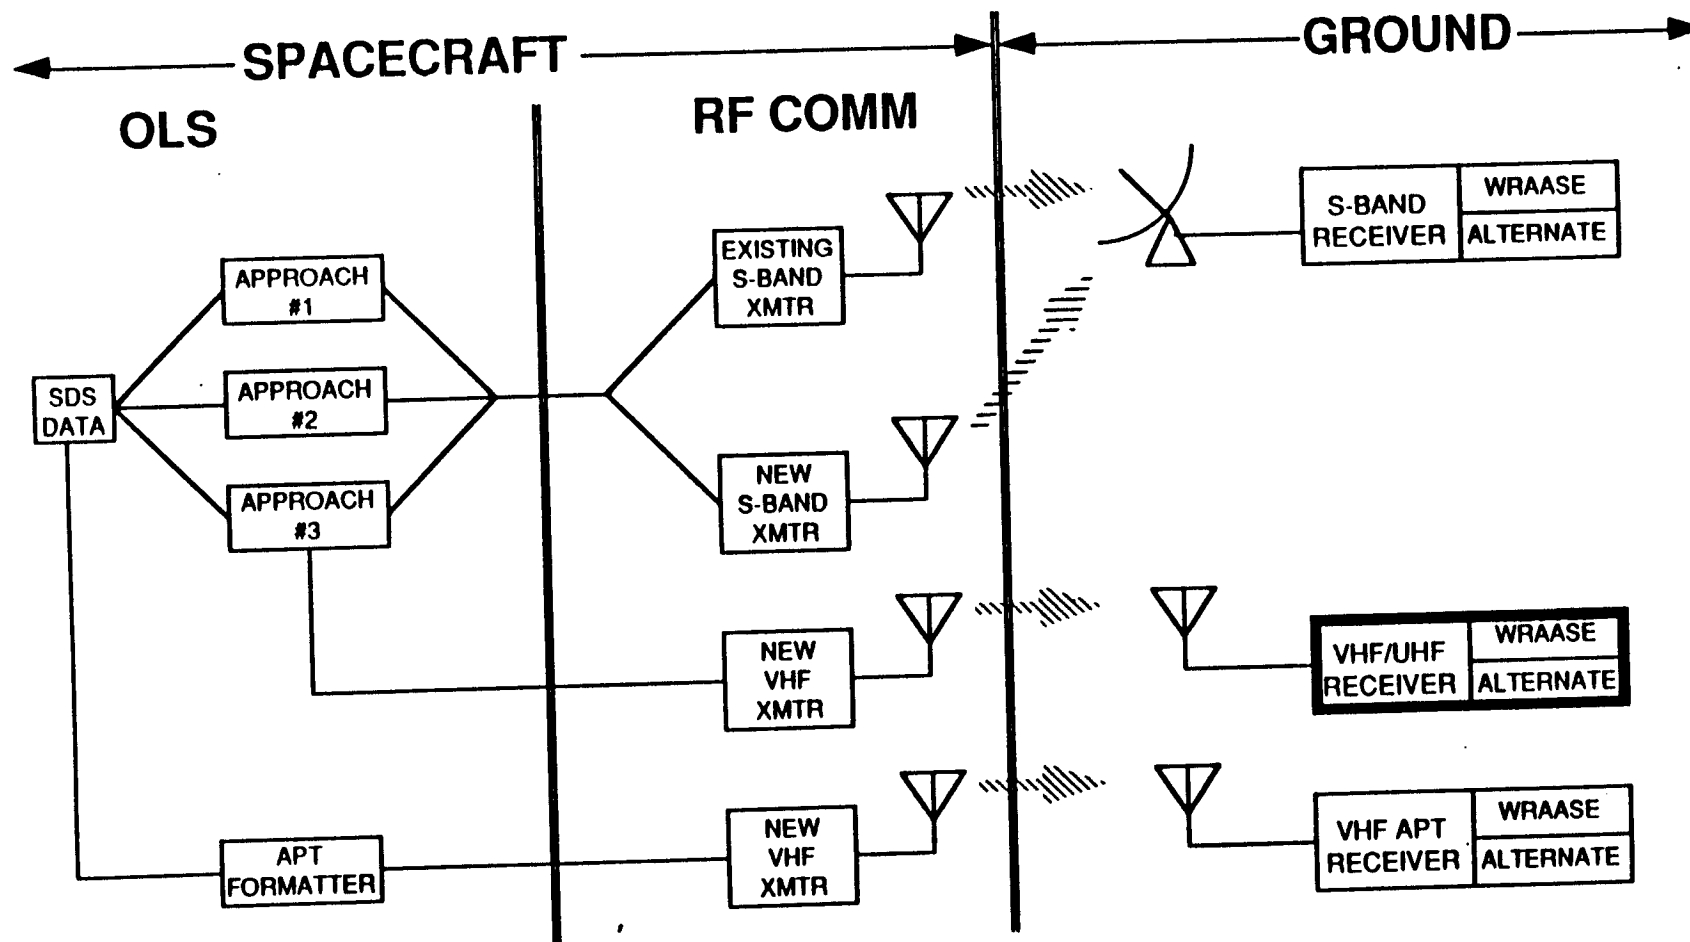 SPACECRAFT
GROUND
OLS
RF COMM
SDS
DATA
APPROACH
#1
APPROACH
#2
APPROACH
#3
APT
FORMATTER
EXISTING
S-BAND
XMTR
NEW
S-BAND
XMTR
NEW
VHF
XMTR
NEW
VHF
XMTR
S-BAND
RECEIVER
WRAASE
ALTERNATE
VHF/UHF
RECEIVER
WRAASE
ALTERNATE
VHF APT
RECEIVER
WRAASE
ALTERNATE